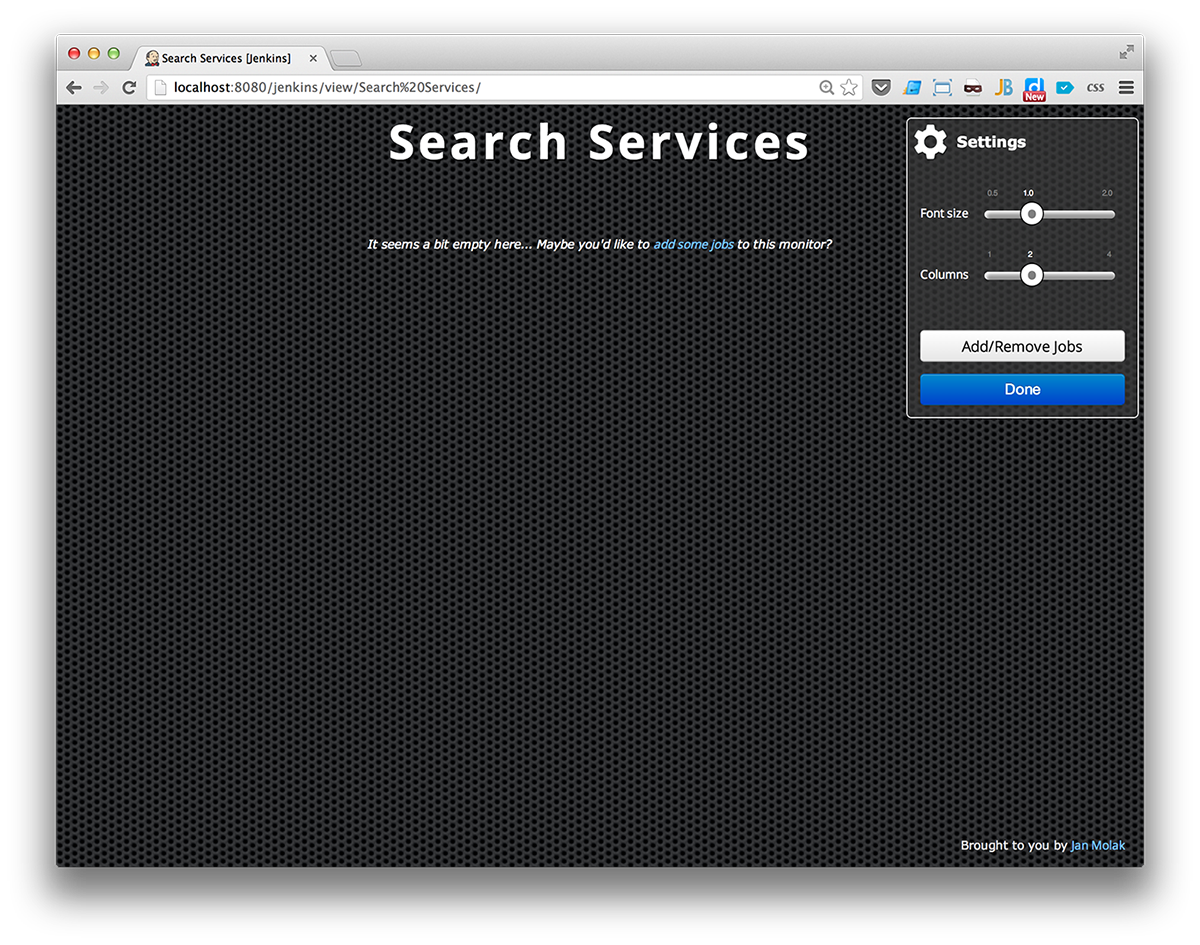 Search Services [Jenkins]
localhost:8080/jenkins/view/Search%20Services/
JB
d
New
CSS
Search Services
It seems a bit empty here... Maybe you'd like to add some jobs to this monitor?
Settings
0.5 1.0 2.0
Font size
1 2 4
Columns
Add/Remove Jobs
Done
Brought to you by Jan Molak